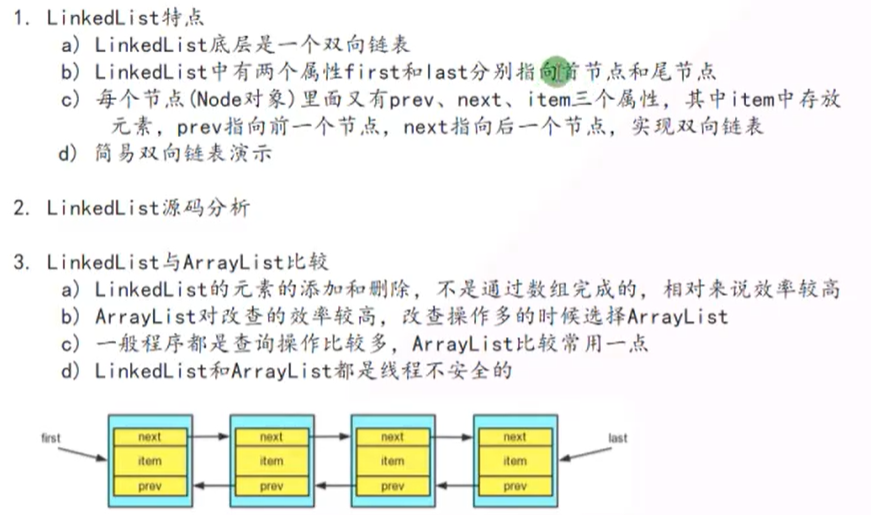 1. LinkedList特点
a) LinkedList底层是一个双向链表
b) LinkedList中有两个属性first和last分别指向首节点和尾节点
c) 每个节点(Node对象)里面又有prev、next、item三个属性，其中item中存放
元素，prev指向前一个节点，next指向后一个节点，实现双向链表
d) 简易双向链表演示
2. LinkedList源码分析
3. LinkedList与ArrayList比较
a) LinkedList的元素的添加和删除，不是通过数组完成的，相对来说效率较高
b) ArrayList对改查的效率较高，改查操作多的时候选择ArrayList
c) 一般程序都是查询操作比较多，ArrayList比较常用一点
d) LinkedList和ArrayList都是线程不安全的
first next next next next last
item item item item
prev prev prev prev